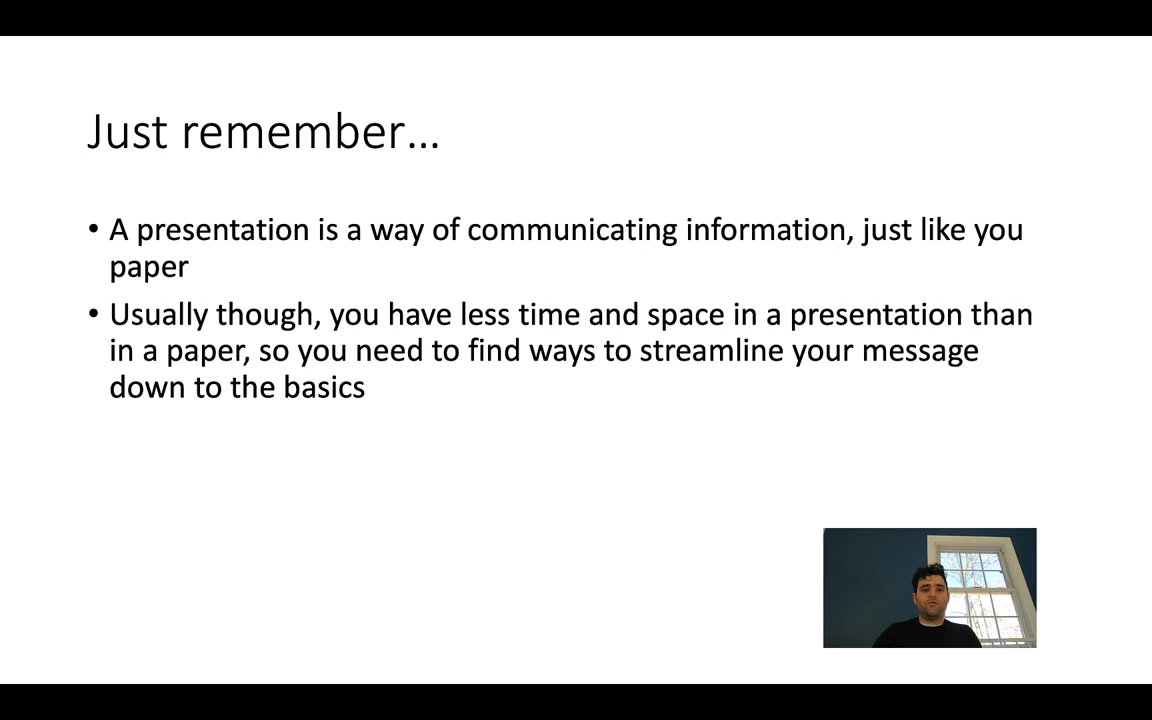 Just remember…
• A presentation is a way of communicating information, just like you
paper
• Usually though, you have less time and space in a presentation than
in a paper, so you need to find ways to streamline your message
down to the basics